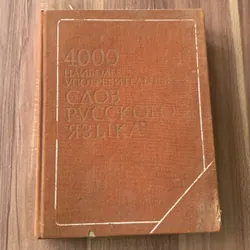 4000
НАИБОЛЕЕ
УПОТРЕБИТЕЛЬНЫХ
СЛОВ
РУССКОГО
ЯЗЫКА